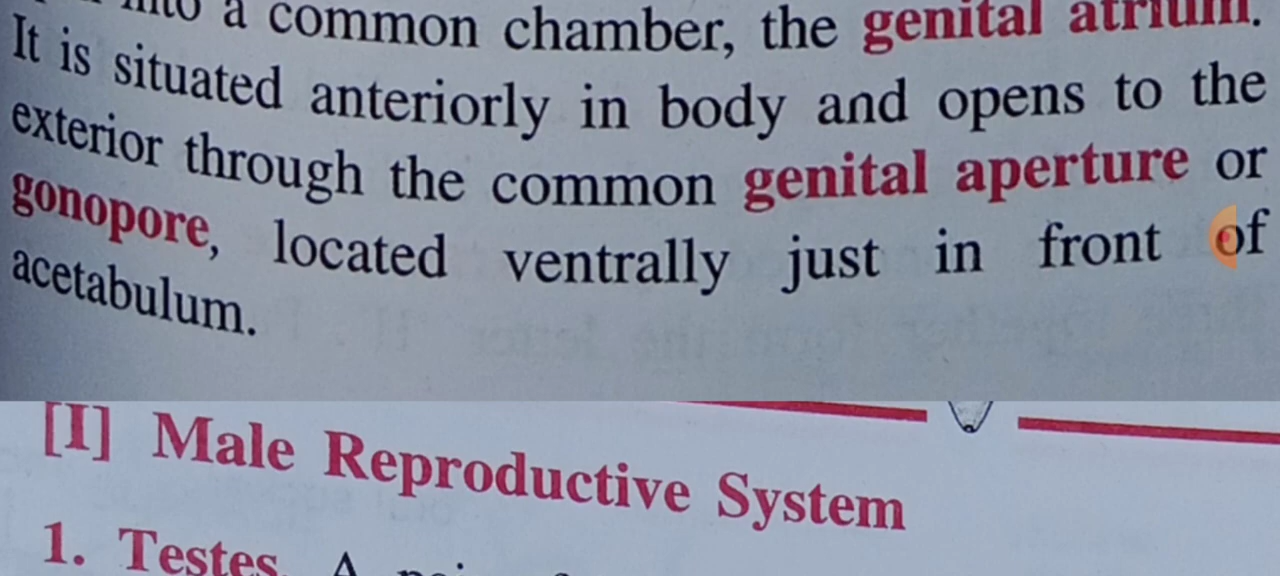 into a common chamber, the genital atrium.
It is situated anteriorly in body and opens to the
exterior through the common genital aperture or
gonopore, located ventrally just in front of
acetabulum.
[I] Male Reproductive System
1. Testes. A